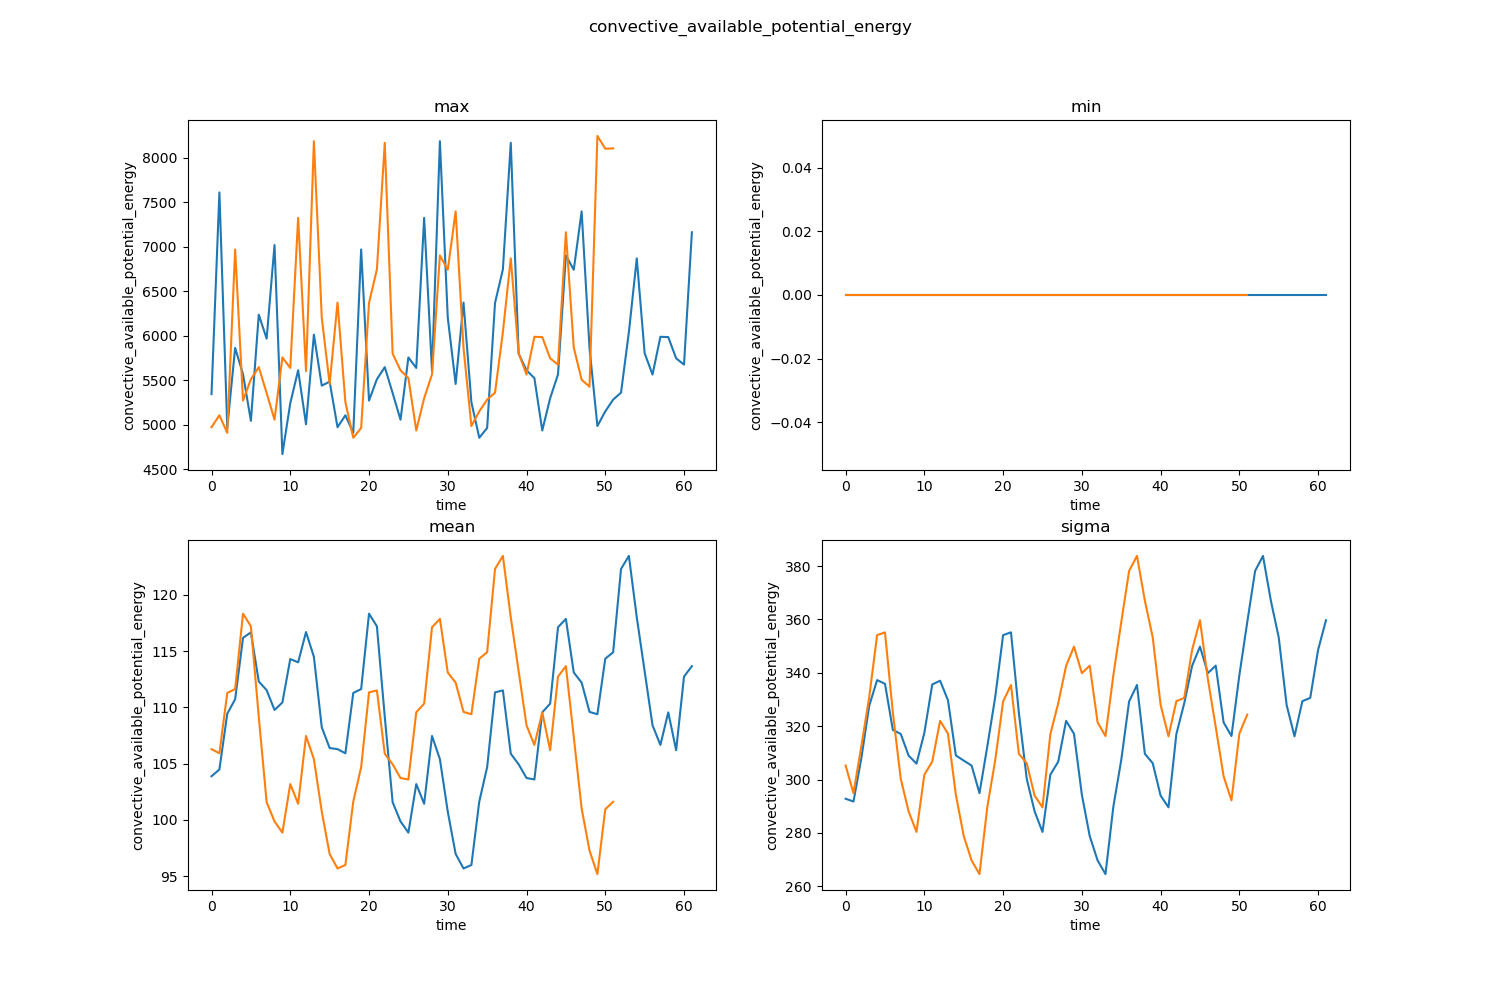 convective_available_potential_energy
max
convective_available_potential_energy
8000
7500
7000
6500
6000
5500
5000
4500
0 10 20 30 40 50 60
time
min
convective_available_potential_energy
0.04
0.02
0.00
−0.02
−0.04
0 10 20 30 40 50 60
time
mean
convective_available_potential_energy
120
115
110
105
100
95
0 10 20 30 40 50 60
time
sigma
convective_available_potential_energy
380
360
340
320
300
280
260
0 10 20 30 40 50 60
time